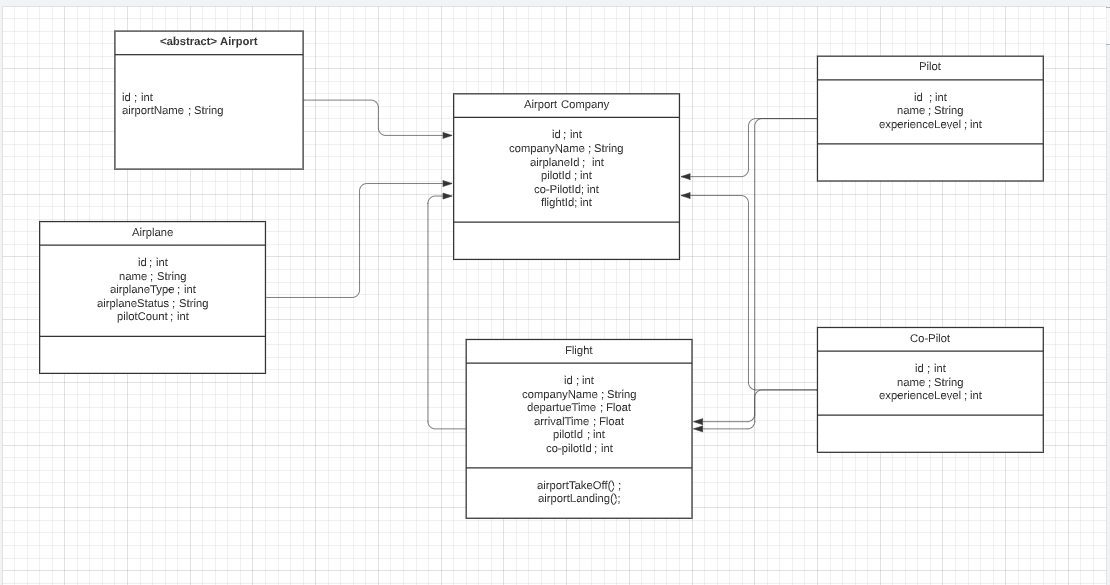 <abstract> Airport
id ; int
airportName ; String
Airport Company
id ; int
companyName ; String
airplaneId ; int
pilotId ; int
co-PilotId; int
flightId; int
Pilot
id ; int
name ; String
experienceLevel ; int
Airplane
id ; int
name ; String
airplaneType ; int
airplaneStatus ; String
pilotCount ; int
Flight
id ; int
companyName ; String
departueTime ; Float
arrivalTime ; Float
pilotId ; int
co-pilotId ; int
airportTakeOff() ;
airportLanding();
Co-Pilot
id ; int
name ; String
experienceLevel ; int